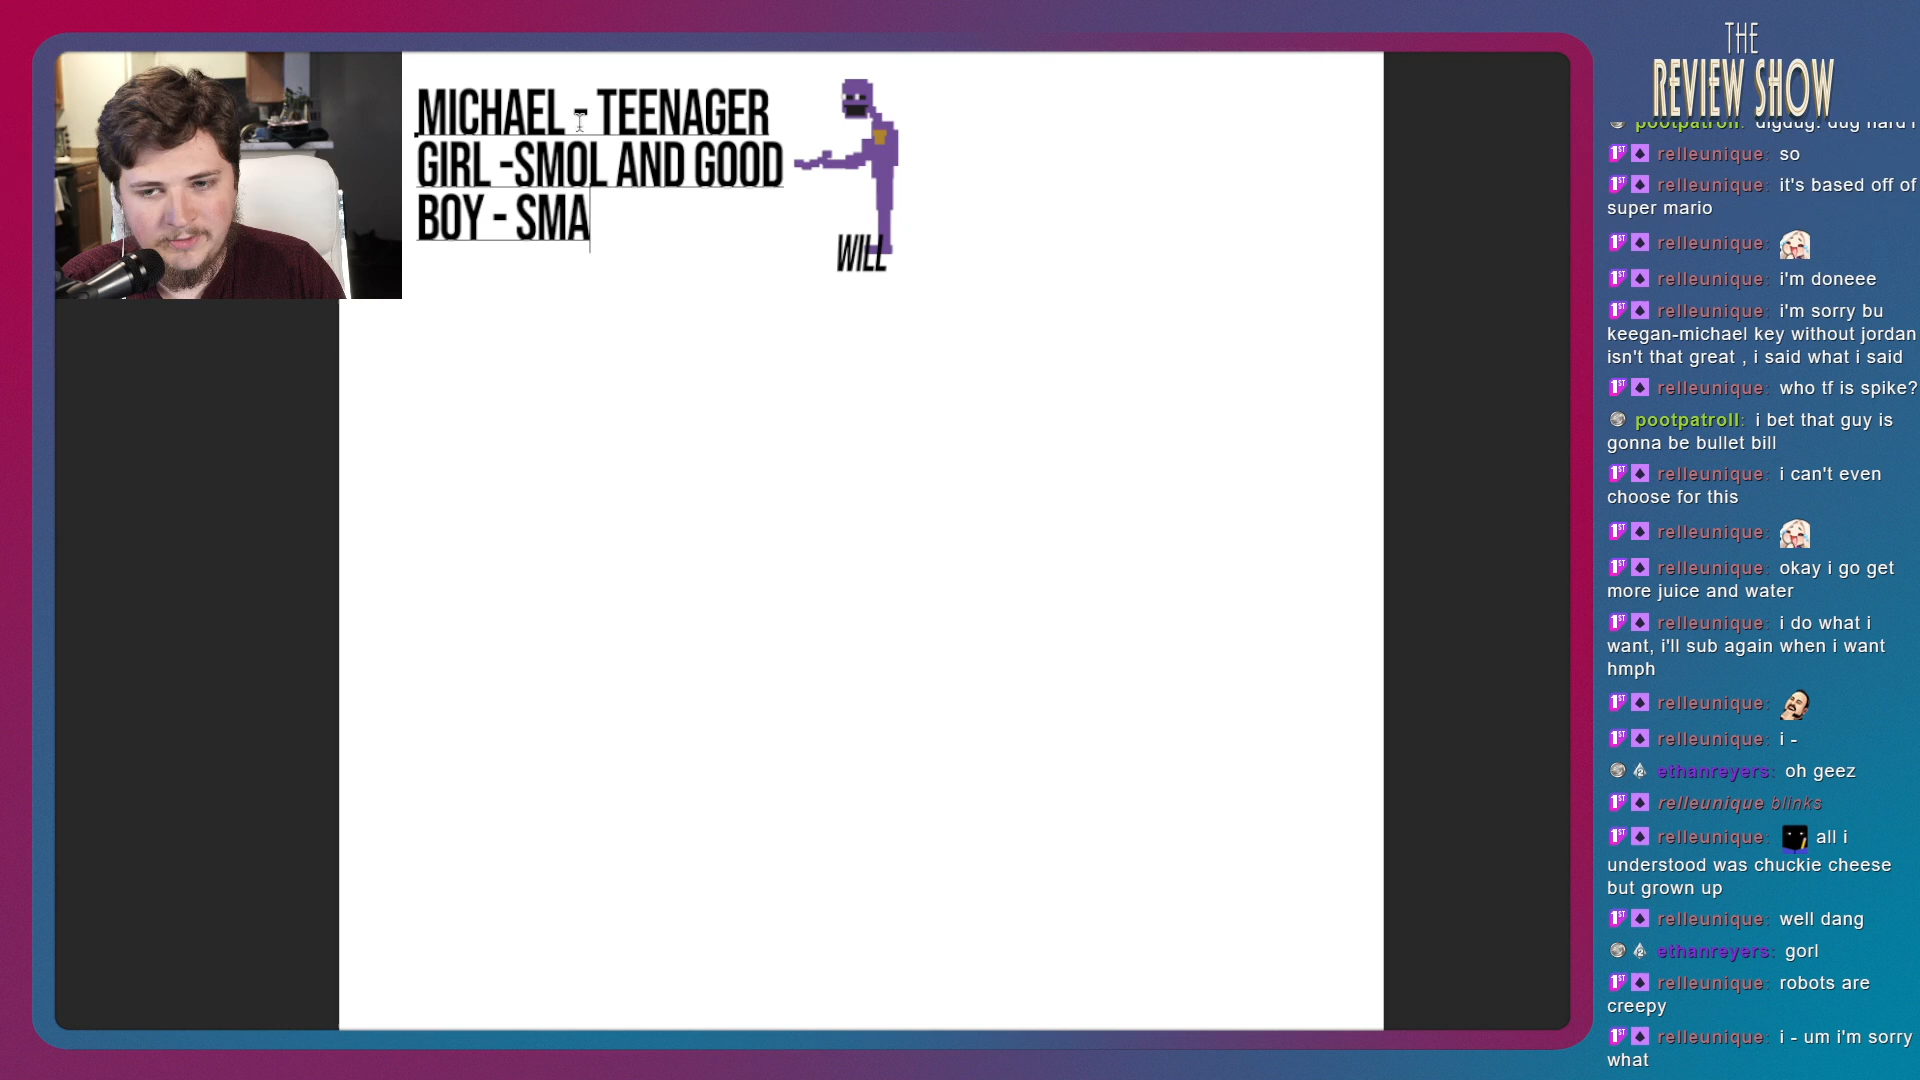 MICHAEL - TEENAGER
GIRL -SMOL AND GOOD
BOY - SMA
WILL
THE
REVIEW SHOW
pootpatroll: digdug. dug hard
relleunique: so
relleunique: it's based off of
super mario
relleunique:
relleunique: i'm doneee
relleunique: i'm sorry bu
keegan-michael key without jordan
isn't that great , i said what i said
relleunique: who tf is spike?
pootpatroll: i bet that guy is
gonna be bullet bill
relleunique: i can't even
choose for this
relleunique:
relleunique: okay i go get
more juice and water
relleunique: i do what i
want, i'll sub again when i want
hmph
relleunique:
relleunique: i -
ethanreyers: oh geez
relleunique blinks
relleunique: all i
understood was chuckie cheese
but grown up
relleunique: well dang
ethanreyers: gorl
relleunique: robots are
creepy
relleunique: i - um i'm sorry
what